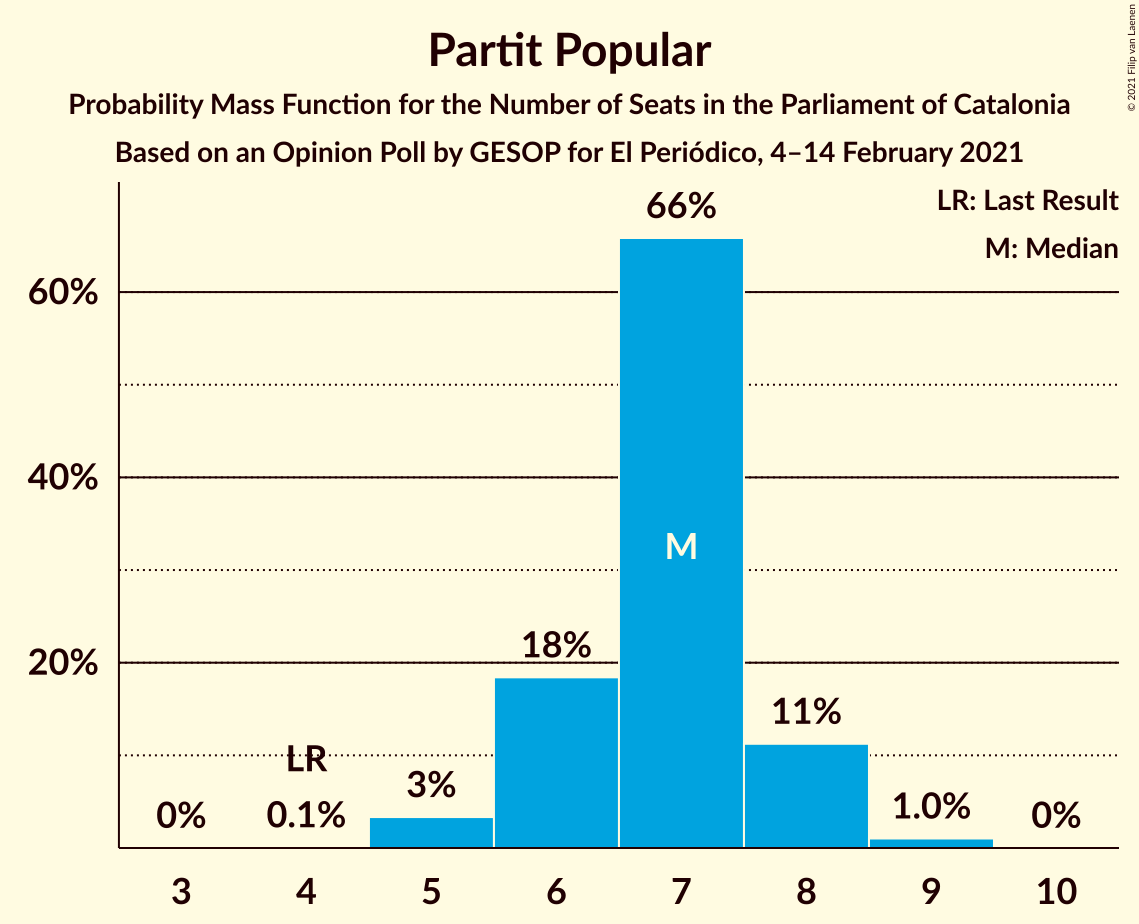 Partit Popular
Probability Mass Function for the Number of Seats in the Parliament of Catalonia
Based on an Opinion Poll by GESOP for El Periódico, 4–14 February 2021
© 2021 Filip van Laenen
LR: Last Result
M: Median
60%
40%
20%
0%
LR
0.1%
3%
18%
66%
M
11%
1.0%
0%
3 4 5 6 7 8 9 10